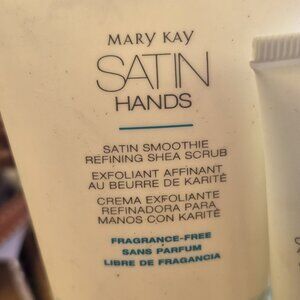 MARY KAY
SATIN
HANDS
SATIN SMOOTHIE
REFINING SHEA SCRUB
EXFOLIANT AFFINANT
AU BEURRE DE KARITÉ
CREMA EXFOLIANTE
REFINADORA PARA
MANOS CON KARITÉ
FRAGRANCE-FREE
SANS PARFUM
LIBRE DE FRAGANCIA